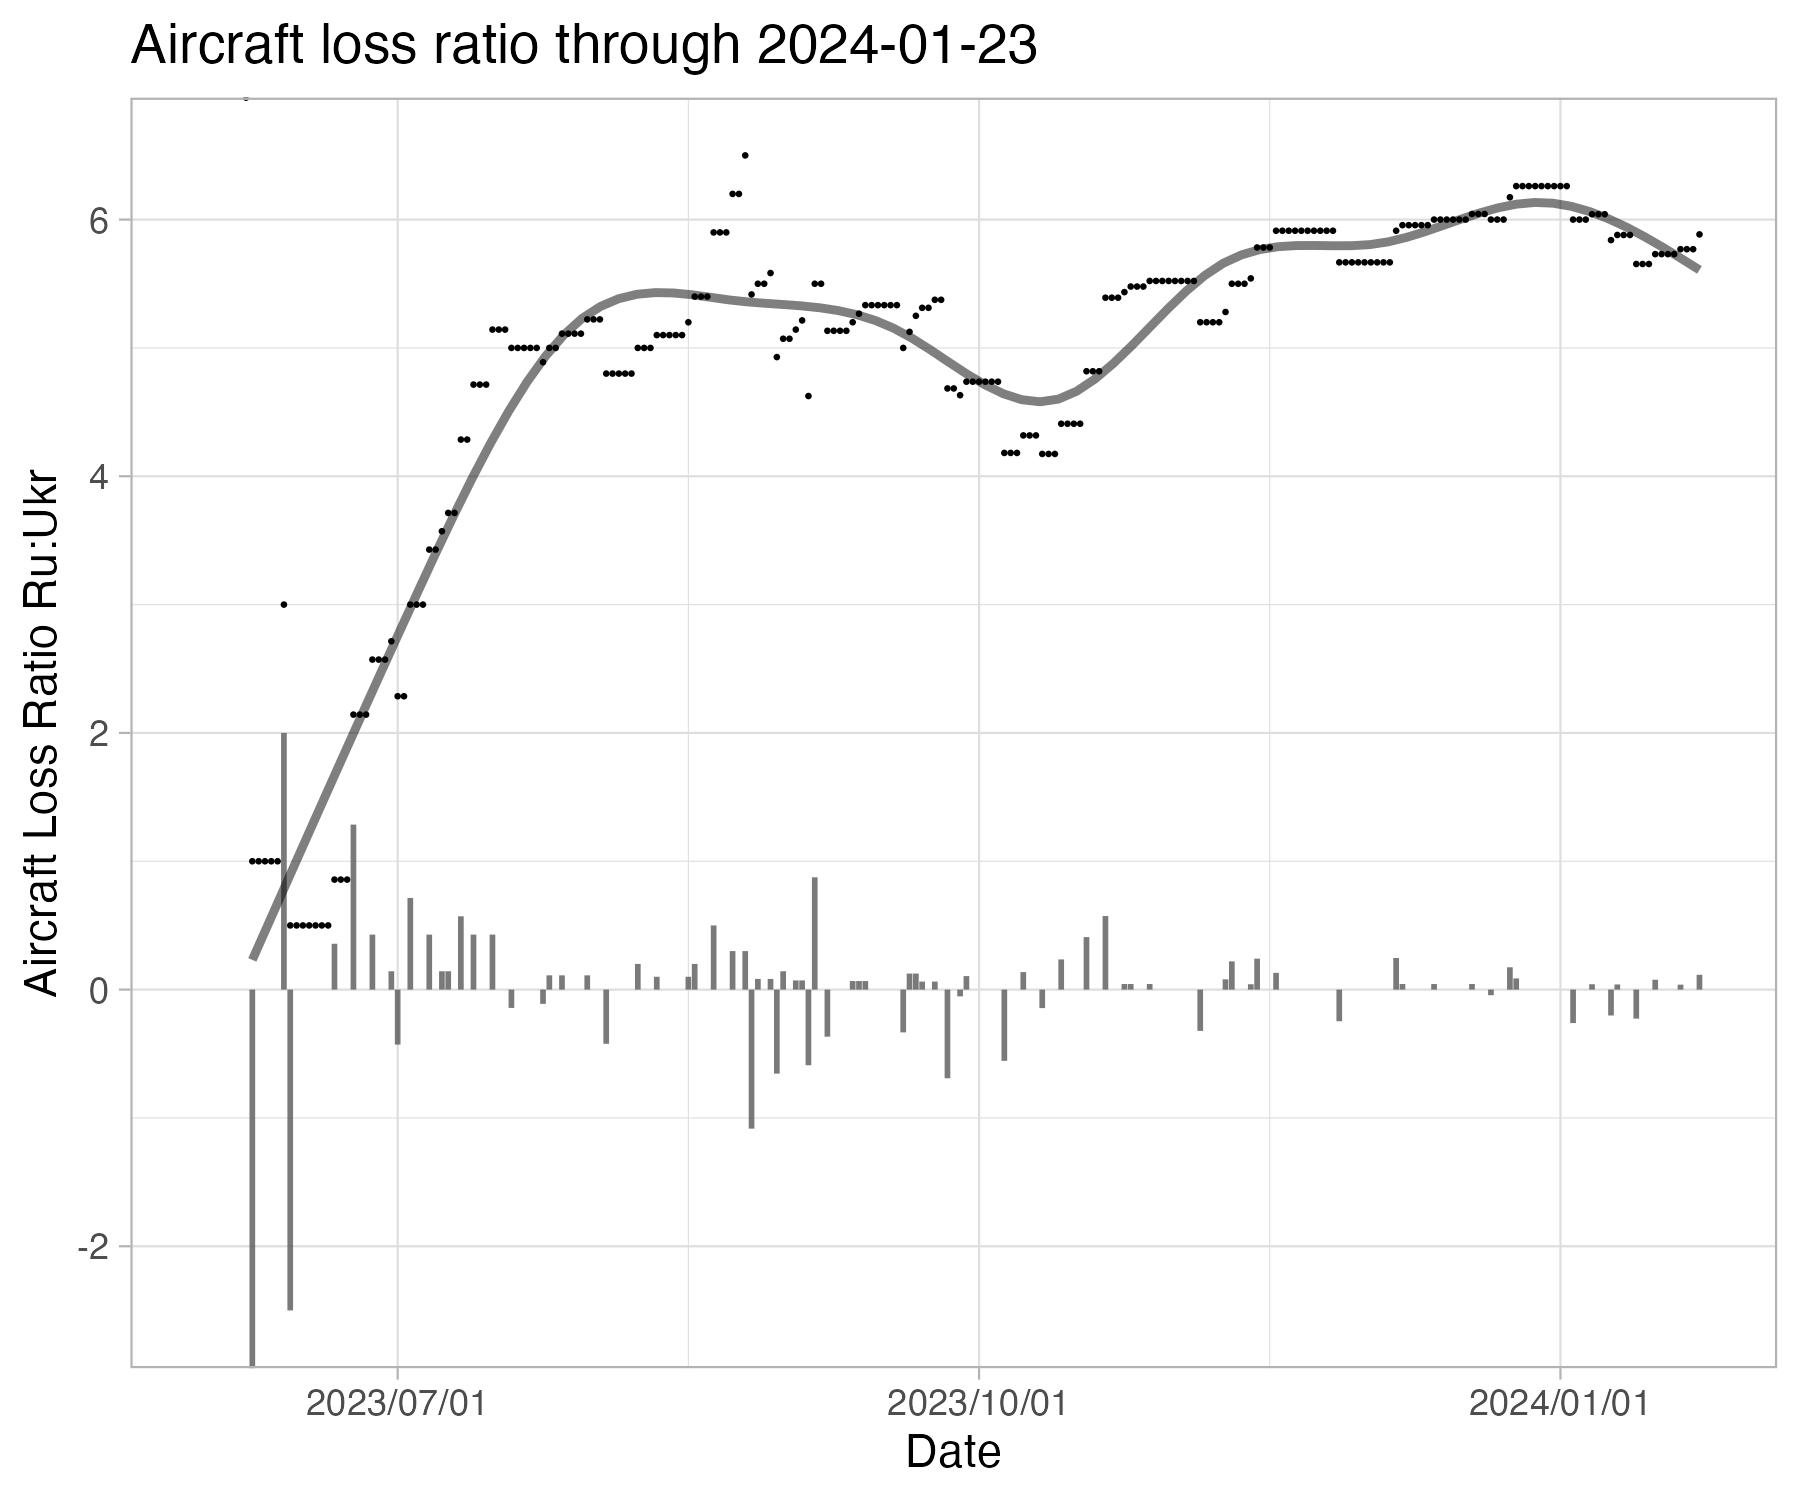 Aircraft loss ratio through 2024-01-23
Aircraft Loss Ratio Ru:Ukr
6
4
2
0
-2
2023/07/01
2023/10/01
2024/01/01
Date